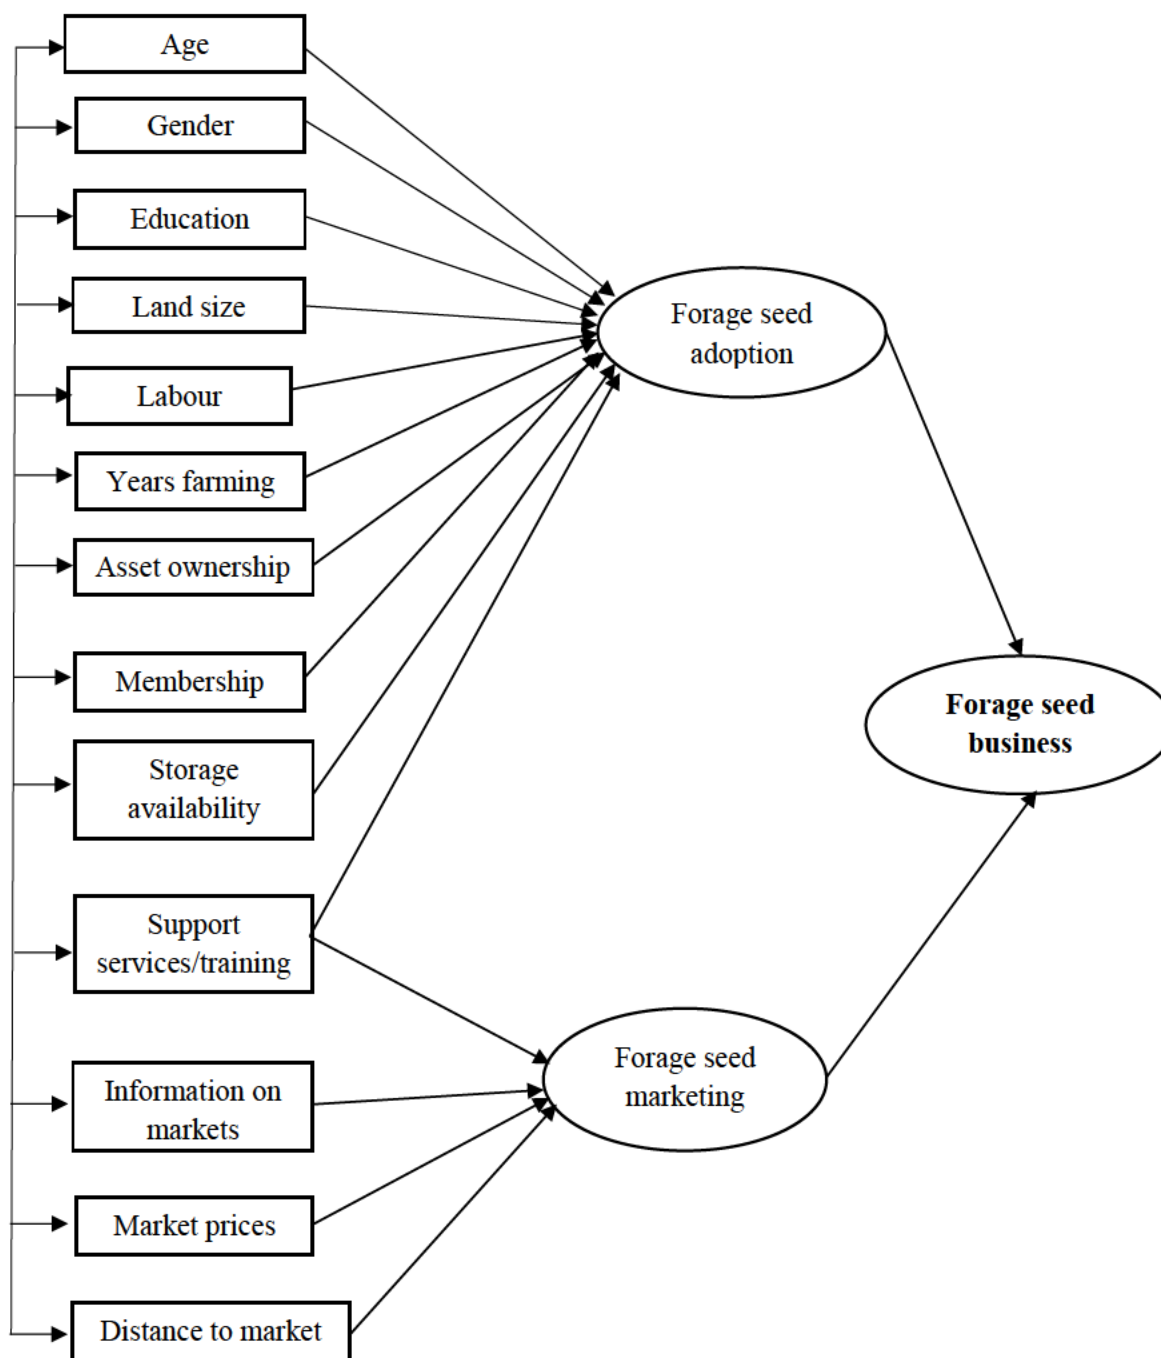 Age
Gender
Education
Land size
Labour
Years farming
Asset ownership
Membership
Storage
availability
Support
services/training
Information on
markets
Market prices
Distance to market
Forage seed
adoption
Forage seed
marketing
Forage seed
business